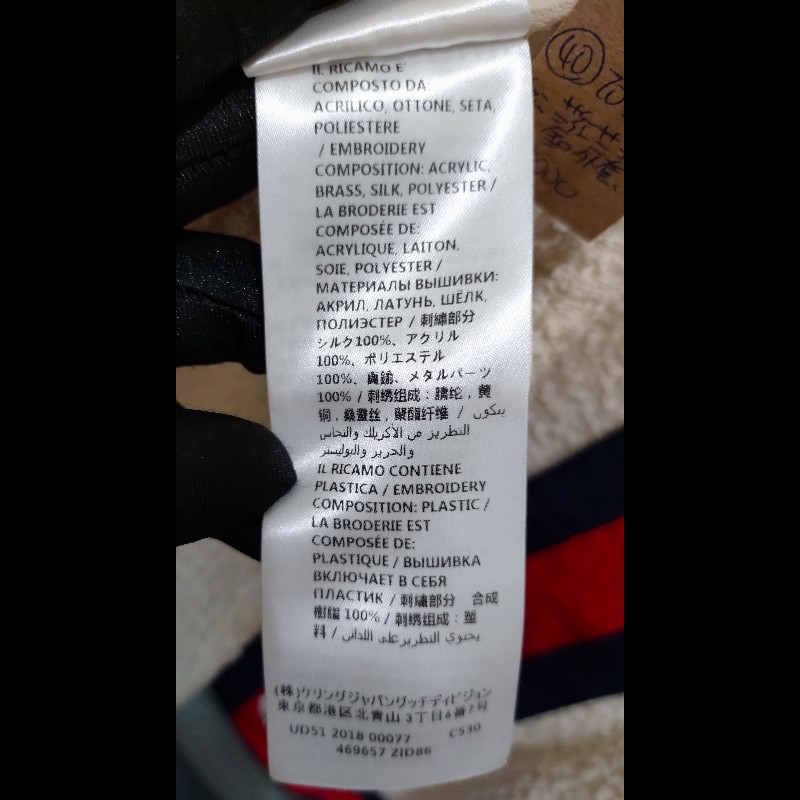 IL RICAMO E'
COMPOSTO DA:
ACRILICO, OTTONE, SETA,
POLIESTERE
/ EMBROIDERY
COMPOSITION: ACRYLIC,
BRASS, SILK, POLYESTER /
LA BRODERIE EST
COMPOSÉE DE:
ACRYLIQUE, LAITON,
SOIE, POLYESTER /
МАТЕРИАЛЫ ВЫШИВКИ:
АКРИЛ, ЛАТУНЬ, ШЁЛК,
ПОЛИЭСТЕР / 刺繍部分
シルク100%、アクリル
100%、ポリエステル
100%、真鍮、メタルパーツ
100% / 刺绣组成：腈纶，黄
铜，桑蚕丝，聚酯纤维 / يتكون
التطريز من الأكريلك والنحاس
والحرير والبوليستر
IL RICAMO CONTIENE
PLASTICA / EMBROIDERY
COMPOSITION: PLASTIC /
LA BRODERIE EST
COMPOSÉE DE:
PLASTIQUE / ВЫШИВКА
ВКЛЮЧАЕТ В СЕБЯ
ПЛАСТИК / 刺繍部分 合成
樹脂 100% / 刺绣组成：塑
料 / يحتوي التطريز على اللدائن
(株)ケリングジャパングッチディビジョン
東京都港区北青山3丁目6番7号
UD51 2018 00077 CS30
469657 ZID86
40